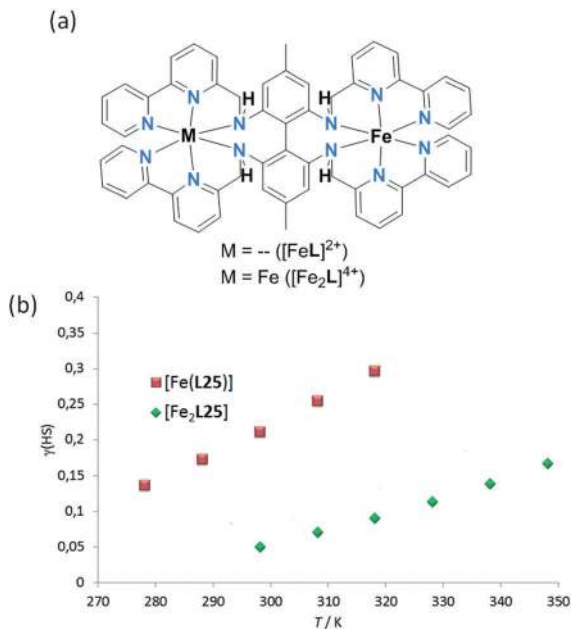 (a)
H H
N N N N
N M N N Fe N
N N N N
H H
M = -- ([FeL]²⁺)
M = Fe ([Fe₂L]⁴⁺)
(b)
0,4
0,35
0,3
0,25
0,2
0,15
0,1
0,05
0
γ(HS)
[Fe(L25)]
[Fe₂L25]
270 280 290 300 310 320 330 340 350
T / K